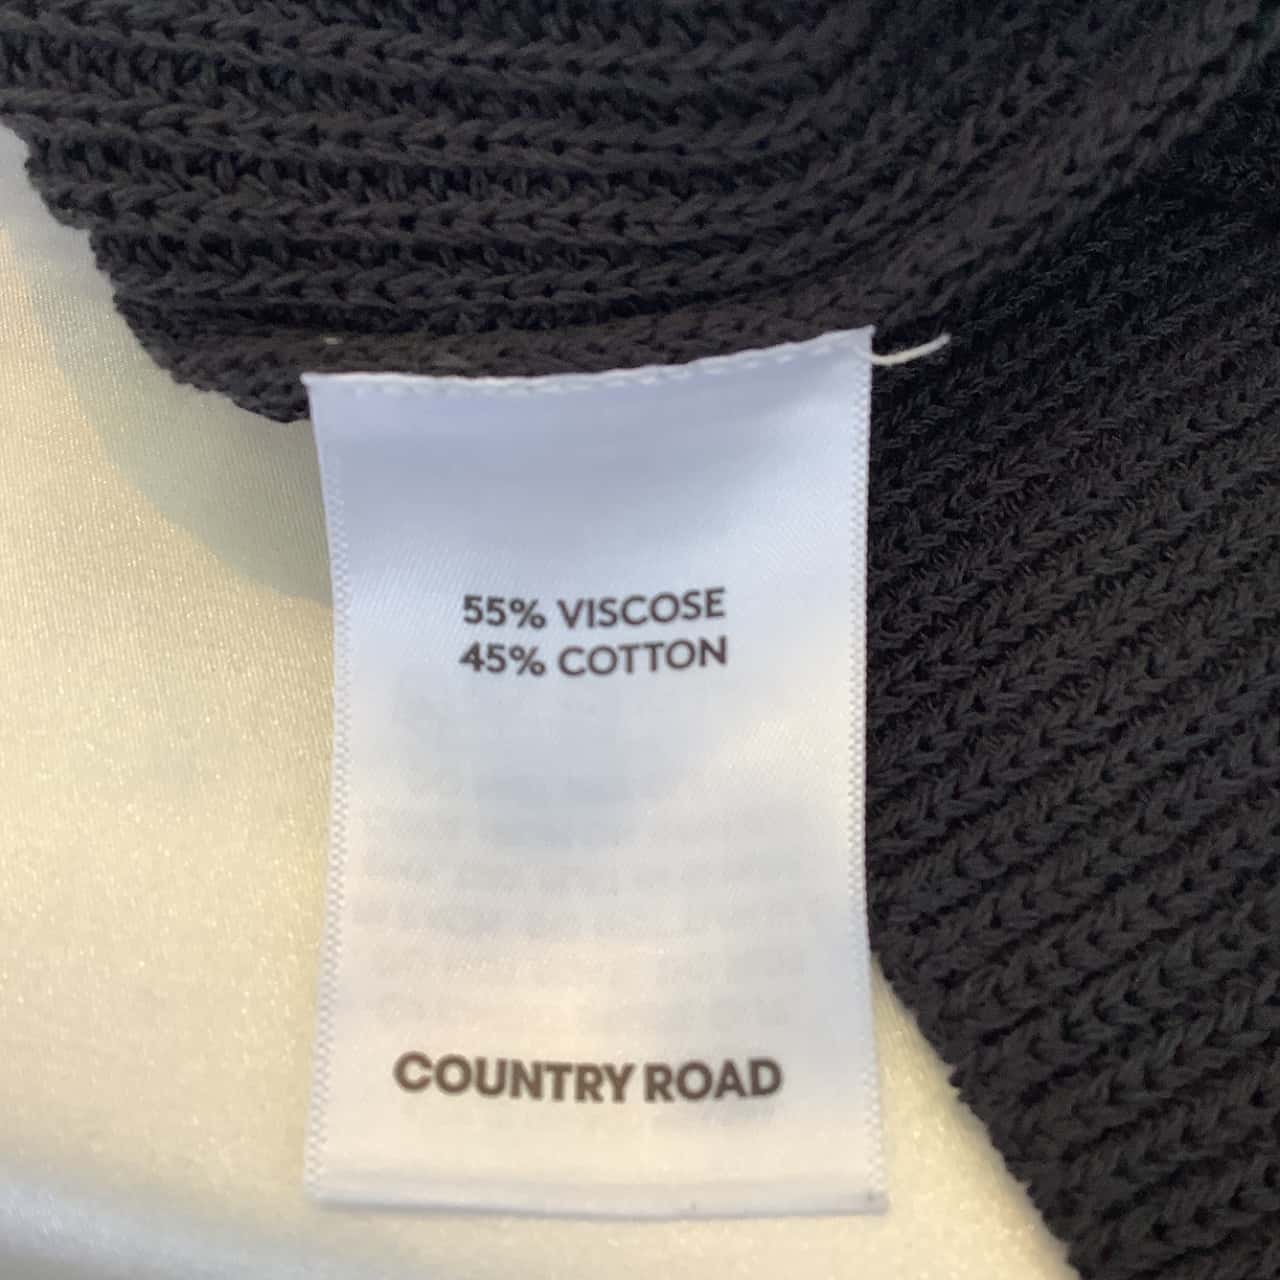 55% VISCOSE
45% COTTON
COUNTRY ROAD